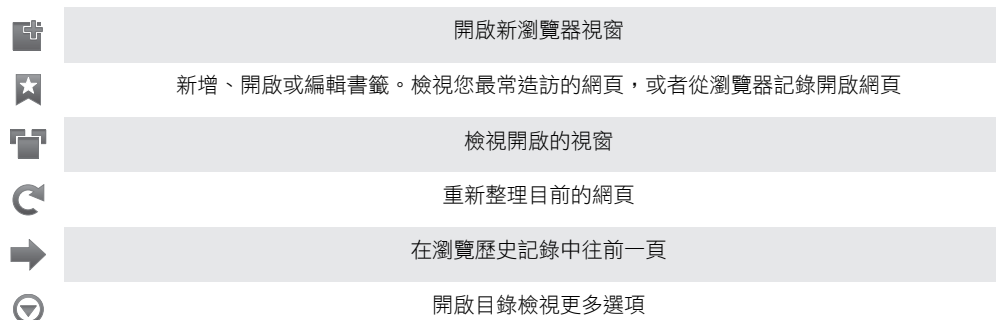 開啟新瀏覽器視窗
新增、開啟或編輯書籤。檢視您最常造訪的網頁，或者從瀏覽器記錄開啟網頁
檢視開啟的視窗
重新整理目前的網頁
在瀏覽歷史記錄中往前一頁
開啟目錄檢視更多選項